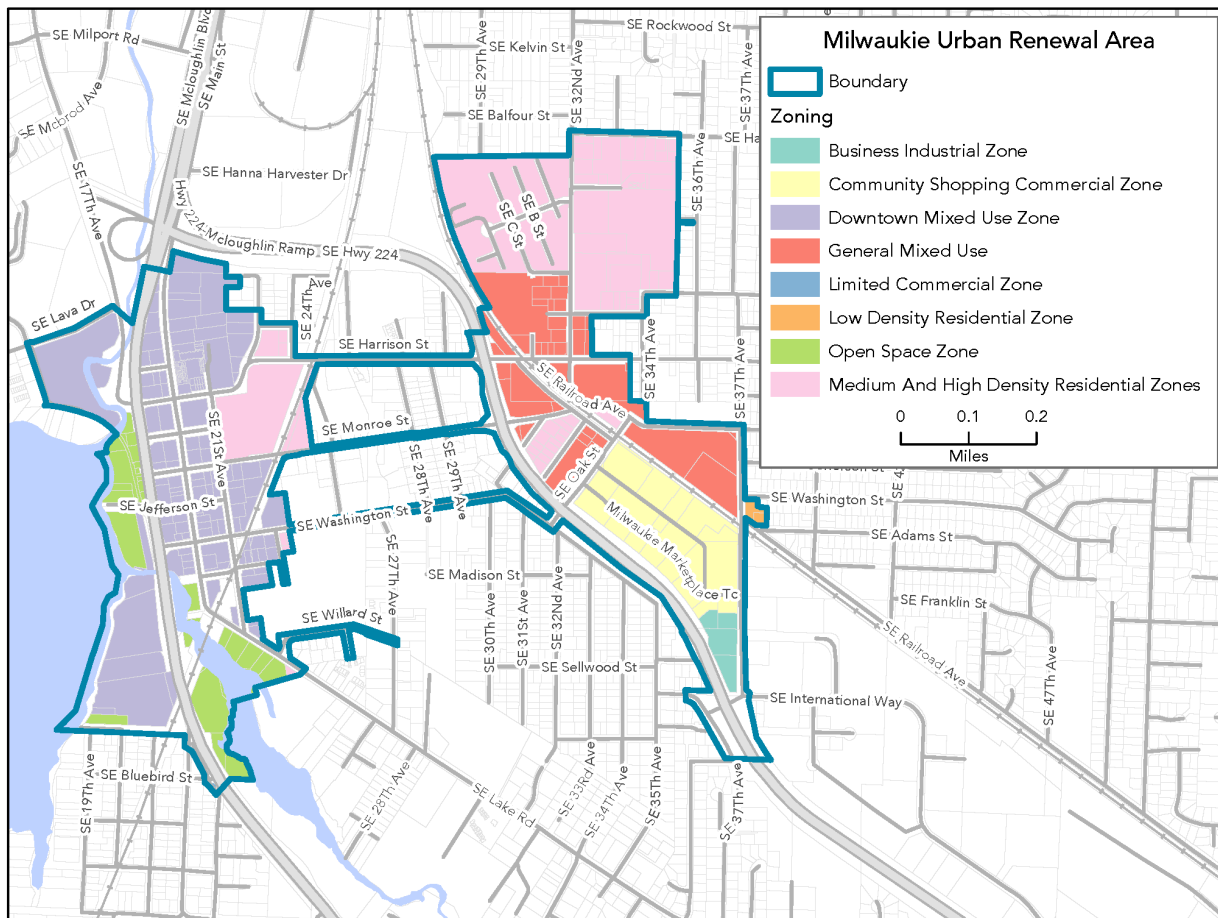 SE Milport Rd
SE Mcloughlin Blvd
SE Main St
SE Mcbrod Ave
SE 17Th Ave
SE Kelvin St
SE 29Th Ave
SE 32Nd Ave
SE Rockwood St
SE 37Th Ave
SE Balfour St
SE Ha
SE 36Th Ave
SE Hanna Harvester Dr
Hwy 224-Mcloughlin Ramp
SE Hwy 224
SE C St
SE B St
SE Lava Dr
SE 24Th Ave
SE Harrison St
SE 34Th Ave
SE 37Th Ave
SE Railroad Ave
SE 21St Ave
SE Monroe St
SE 28Th Ave
SE 29Th Ave
SE Oak St
SE Jefferson St
SE Washington St
SE Washington St
SE Adams St
Milwaukie Marketplace Tc
SE 27Th Ave
SE Madison St
SE 30Th Ave
SE 31St Ave
SE 32Nd Ave
SE Franklin St
SE Willard St
SE Railroad Ave
SE 47Th Ave
SE Sellwood St
SE International Way
SE Bluebird St
SE 19Th Ave
SE 28Th Ave
SE Lake Rd
SE 33Rd Ave
SE 34Th Ave
SE 35Th Ave
SE 37Th Ave
Milwaukie Urban Renewal Area
Boundary
Zoning
Business Industrial Zone
Community Shopping Commercial Zone
Downtown Mixed Use Zone
General Mixed Use
Limited Commercial Zone
Low Density Residential Zone
Open Space Zone
Medium And High Density Residential Zones
0 0.1 0.2
Miles